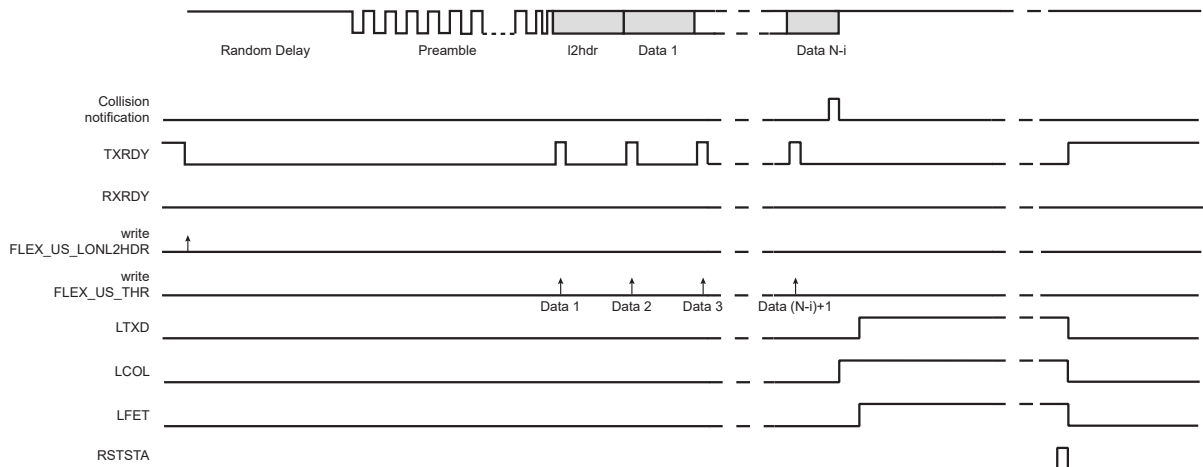 Random Delay Preamble l2hdr Data 1 Data N-i
Collision
notification
TXRDY
RXRDY
write
FLEX_US_LONL2HDR
write
FLEX_US_THR
Data 1 Data 2 Data 3 Data (N-i)+1
LTXD
LCOL
LFET
RSTSTA